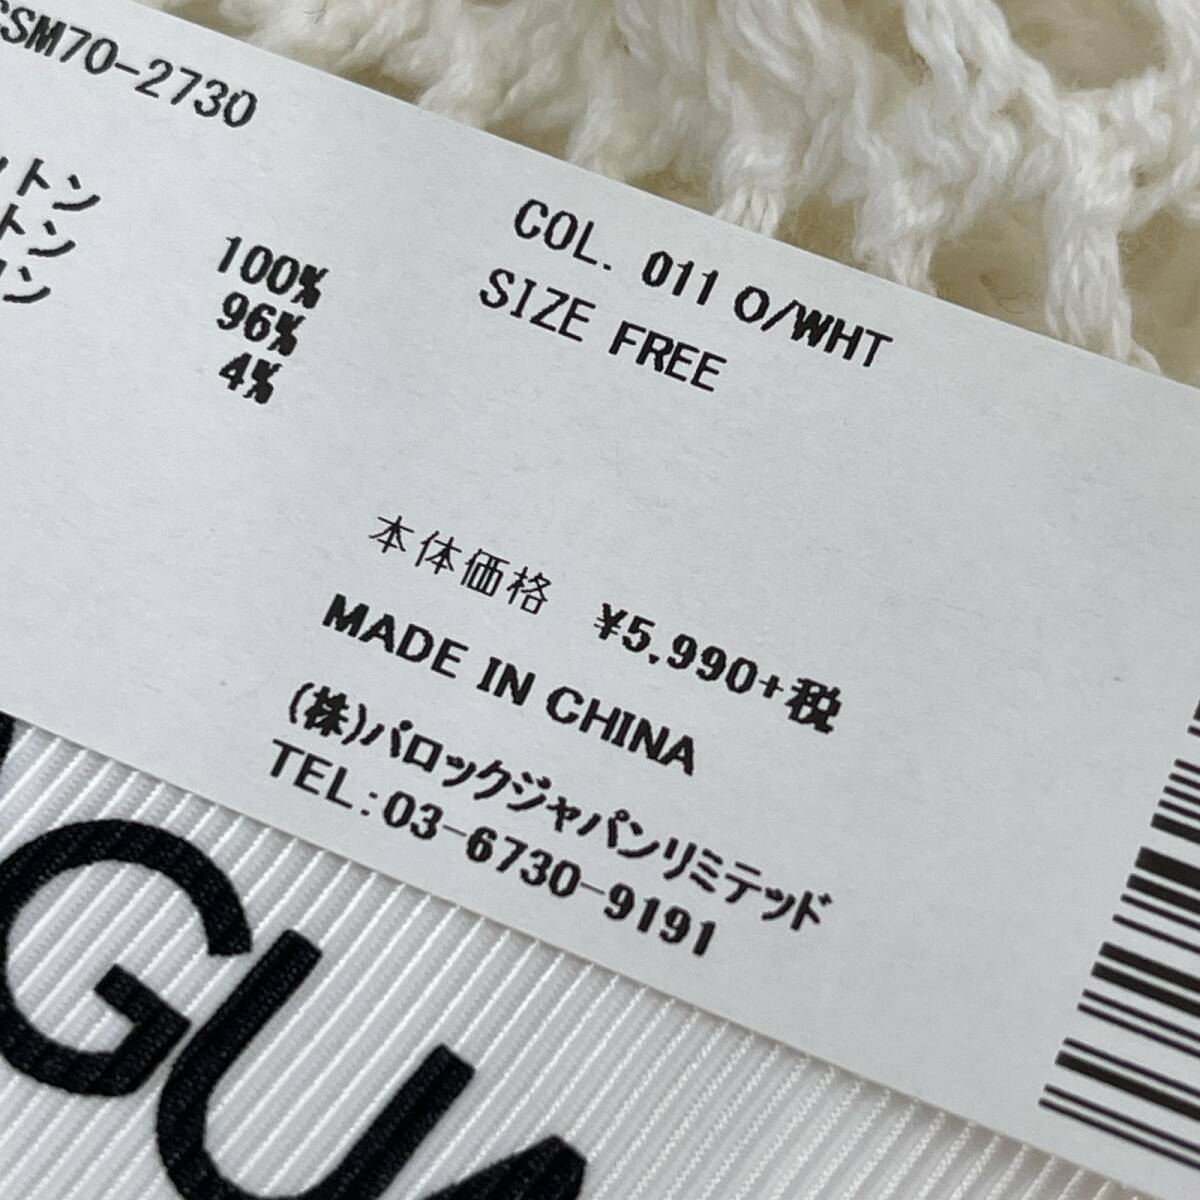 SM70-2730
COL. 011 O/WHT
SIZE FREE
トン 100%
トン 96%
ン 4%
本体価格 ¥5,990+税
MADE IN CHINA
(株)バロックジャパンリミテッド
TEL:03-6730-9191
GUA